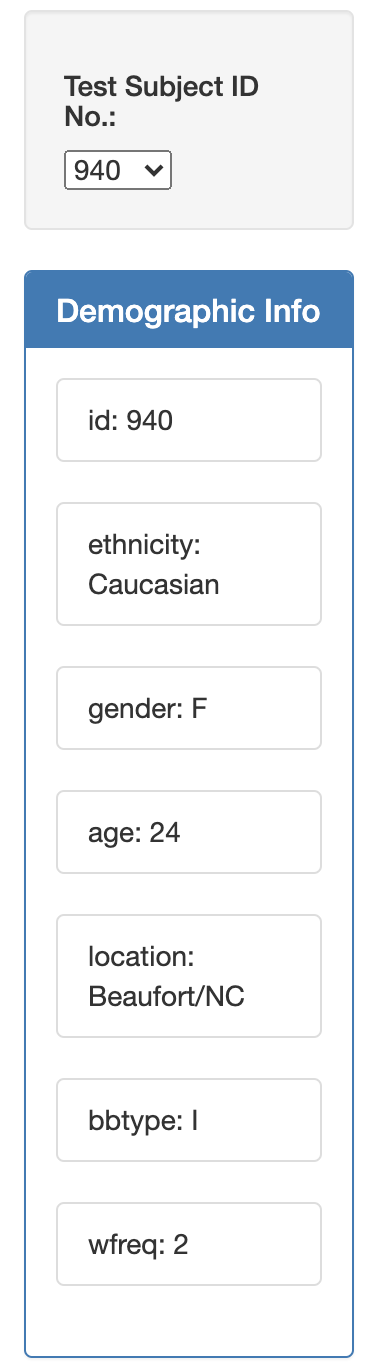 Test Subject ID
No.:
940
Demographic Info
id: 940
ethnicity:
Caucasian
gender: F
age: 24
location:
Beaufort/NC
bbtype: I
wfreq: 2